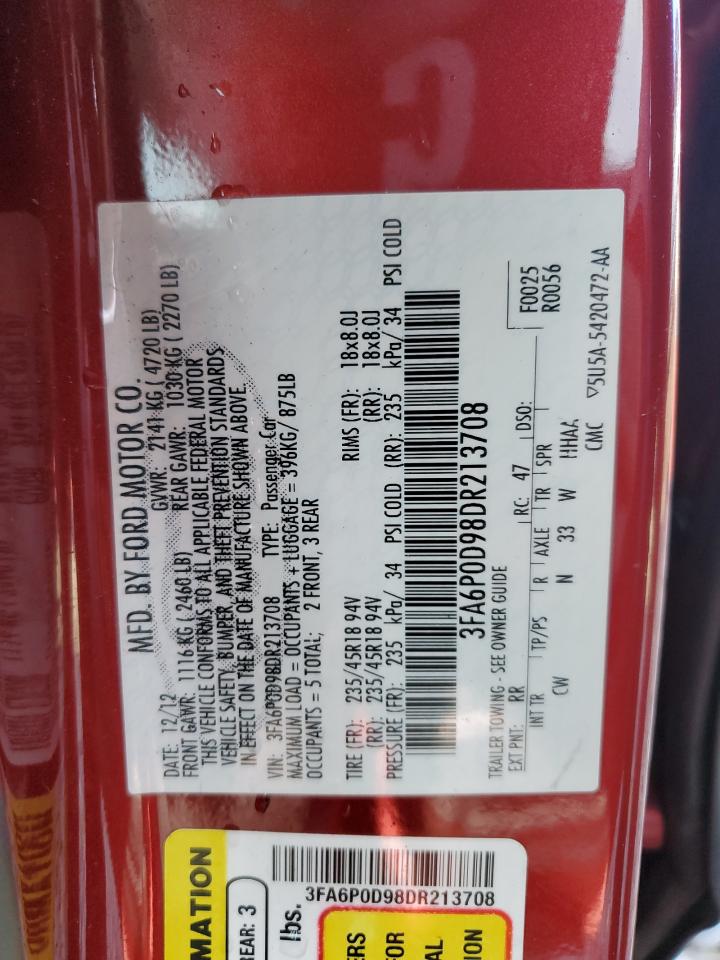 MFD. BY FORD MOTOR CO.
DATE: 12/12 GVWR: 2141 KG ( 4720 LB)
FRONT GAWR: 1116 KG ( 2460 LB) REAR GAWR: 1030 KG ( 2270 LB)
THIS VEHICLE CONFORMS TO ALL APPLICABLE FEDERAL MOTOR
VEHICLE SAFETY, BUMPER, AND THEFT PREVENTION STANDARDS
IN EFFECT ON THE DATE OF MANUFACTURE SHOWN ABOVE.
VIN: 3FA6P0D98DR213708 TYPE: Passenger Car
MAXIMUM LOAD = OCCUPANTS + LUGGAGE = 396KG/ 875LB
OCCUPANTS = 5 TOTAL; 2 FRONT, 3 REAR
TIRE (FR): 235/45R18 94V RIMS (FR): 18x8.0J
(RR): 235/45R18 94V (RR): 18x8.0J
PRESSURE (FR): 235 kPa/ 34 PSI COLD (RR): 235 kPa/ 34 PSI COLD
3FA6P0D98DR213708
TRAILER TOWING - SEE OWNER GUIDE
EXT PNT: RR RC: 47 DSO: F0025
R0056
INT TR TP/PS R AXLE TR SPR
CW N 33 W HHAA
CMC ▽5U5A-5420472-AA
MATION
REAR: 3
lbs.
3FA6P0D98DR213708
ERS
FOR
AL
ION